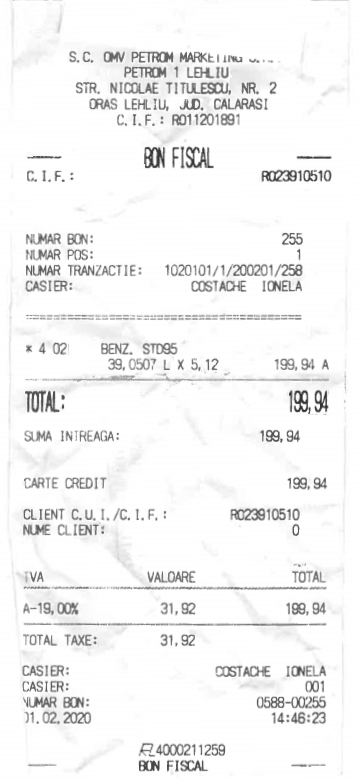 S.C. OMV PETROM MARKETING
PETROM 1 LEHLIU
STR. NICOLAE TITULESCU, NR. 2
ORAS LEHLIU, JUD. CALARASI
C.I.F.: RO11201891
BON FISCAL
C.I.F.: RO23910510
NUMAR BON: 255
NUMAR POS: 1
NUMAR TRANZACTIE: 1020101/1/200201/258
CASIER: COSTACHE IONELA
* 4 02 BENZ. STD95
39,0507 L X 5,12 199,94 A
TOTAL: 199,94
SUMA INTREAGA: 199,94
CARTE CREDIT 199,94
CLIENT C.U.I./C.I.F.: RO23910510
NUME CLIENT: 0
TVA VALOARE TOTAL
A-19,00% 31,92 199,94
TOTAL TAXE: 31,92
CASIER: COSTACHE IONELA
CASIER: 001
NUMAR BON: 0588-00255
01.02.2020 14:46:23
4000211259
BON FISCAL